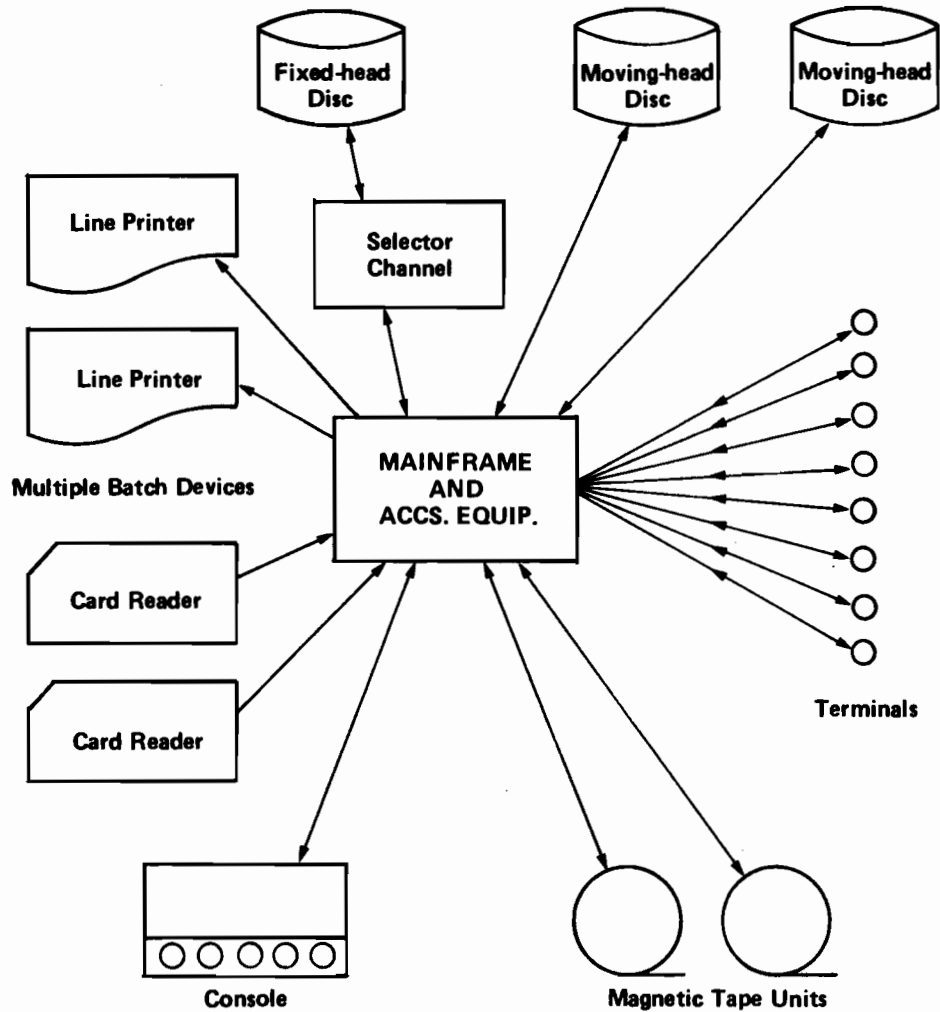 Fixed-head
Disc
Moving-head
Disc
Moving-head
Disc
Line Printer
Selector
Channel
Line Printer
MAINFRAME
AND
ACCS. EQUIP.
Multiple Batch Devices
Card Reader
Card Reader
Terminals
Console
Magnetic Tape Units